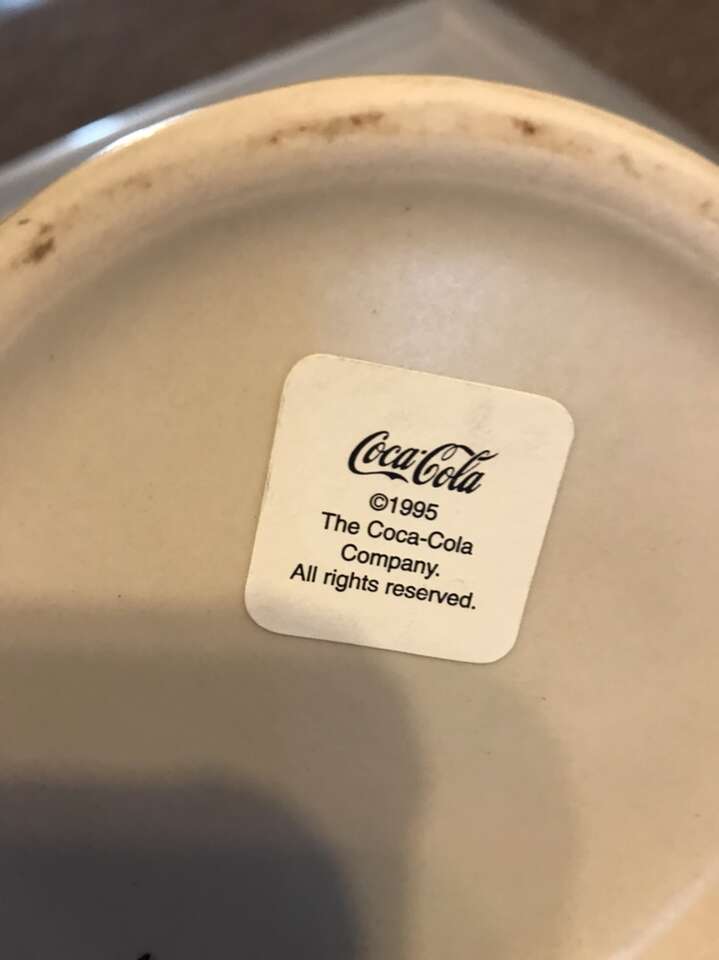 Coca-Cola
©1995
The Coca-Cola
Company.
All rights reserved.